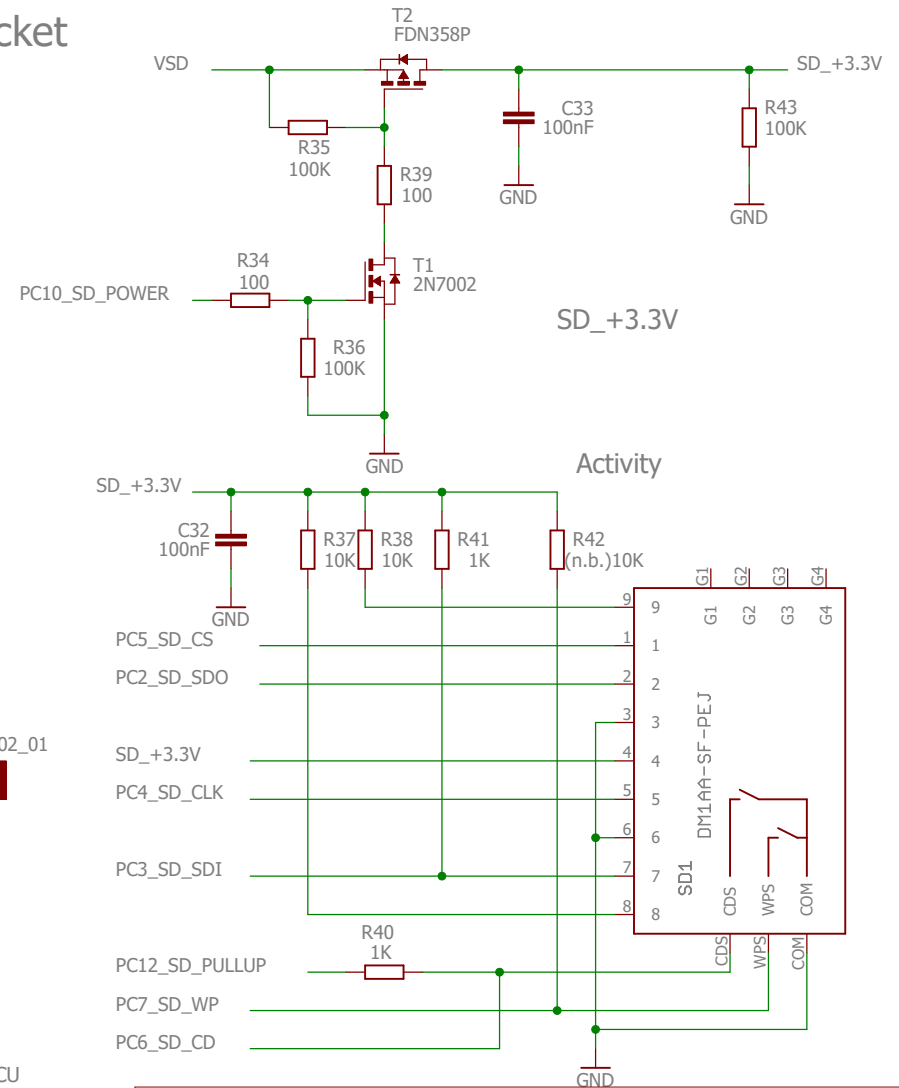 cket
T2
FDN358P
VSD
SD_+3.3V
C33
100nF
R43
100K
R35
100K
R39
100
GND
GND
R34
100
T1
2N7002
PC10_SD_POWER
SD_+3.3V
R36
100K
GND
Activity
SD_+3.3V
C32
100nF
R37
10K
R38
10K
R41
1K
R42
(n.b.)10K
GND
G1 G2 G3 G4
G1 G2 G3 G4
9 9
PC5_SD_CS
1 1
PC2_SD_SDO
2 2
3 3
02_01
SD_+3.3V
4 4
PC4_SD_CLK
5 5
6 6
PC3_SD_SDI
7 7
8 8
DM1AA-SF-PEJ
SD1
CDS WPS COM
CDS WPS COM
R40
1K
PC12_SD_PULLUP
PC7_SD_WP
PC6_SD_CD
CU
GND